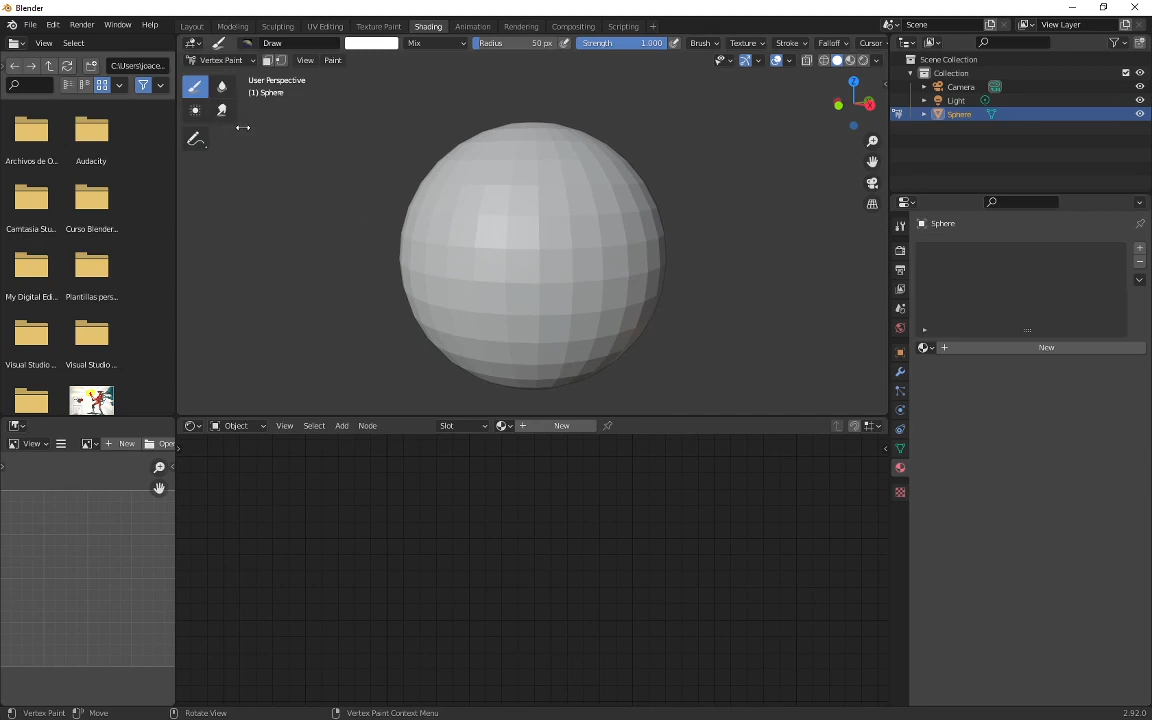 Blender
File Edit Render Window Help Layout Modeling Sculpting UV Editing Texture Paint Shading Animation Rendering Compositing Scripting + Scene View Layer
View Select Draw Mix Radius 50 px Strength 1.000 Brush Texture Stroke Falloff Cursor
C:\Users\joace... Vertex Paint View Paint Scene Collection
Collection
User Perspective
(1) Sphere
Camera
Light
Sphere
Archivos de O... Audacity
Camtasia Stu... Curso Blender...
My Digital Edi... Plantillas pers...
Visual Studio ... Visual Studio ...
Z
X
Sphere
New
Object View Select Add Node Slot New
View New Open
Vertex Paint Move Rotate View Vertex Paint Context Menu 2.92.0